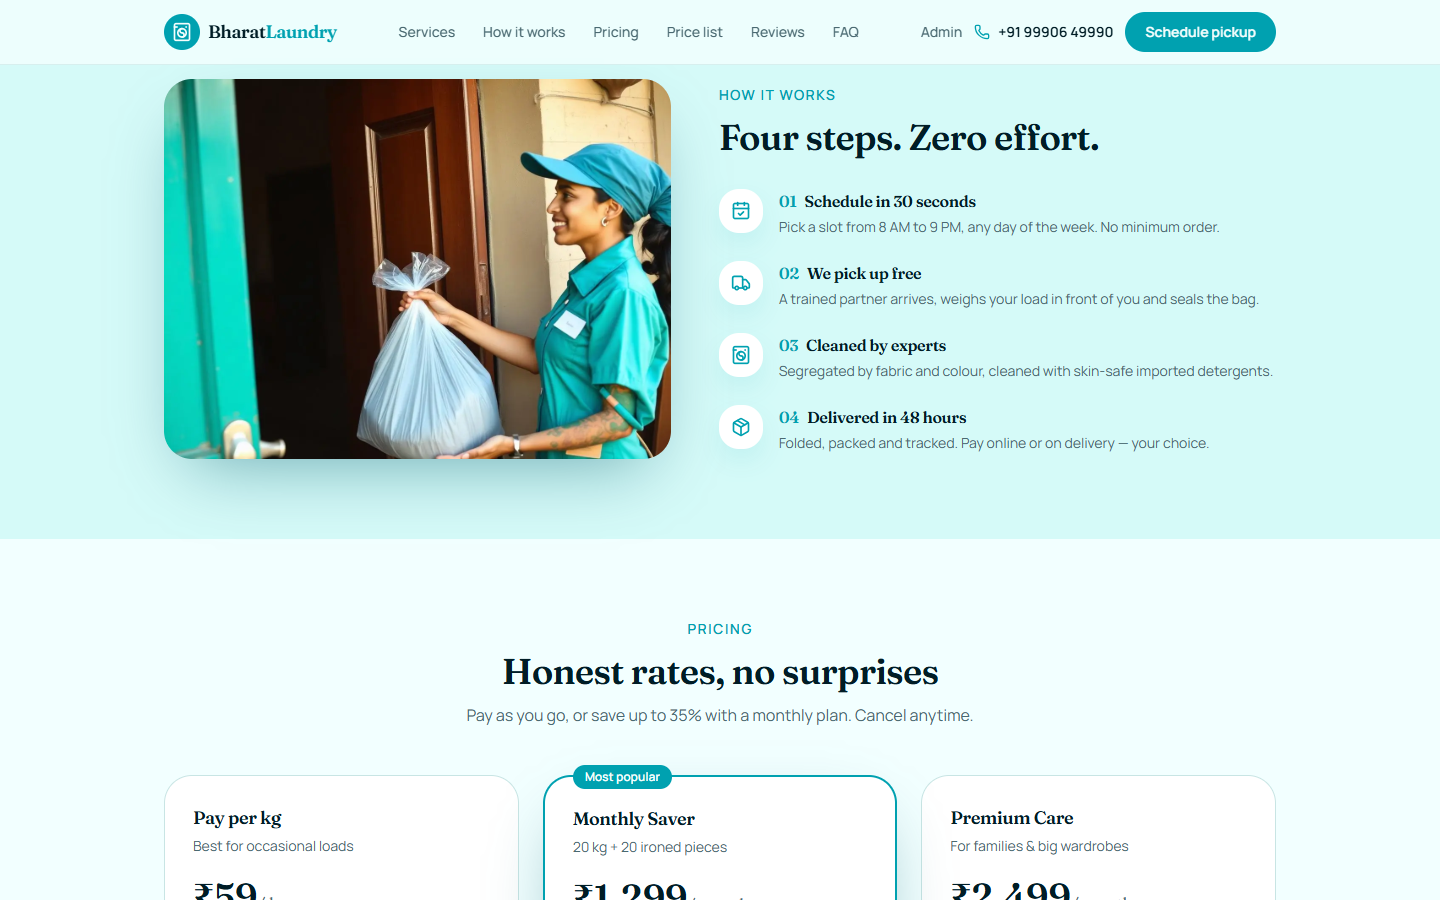 BharatLaundry
Services
How it works
Pricing
Price list
Reviews
FAQ
Admin
+91 99906 49990
Schedule pickup
HOW IT WORKS
Four steps. Zero effort.
01 Schedule in 30 seconds
Pick a slot from 8 AM to 9 PM, any day of the week. No minimum order.
02 We pick up free
A trained partner arrives, weighs your load in front of you and seals the bag.
03 Cleaned by experts
Segregated by fabric and colour, cleaned with skin-safe imported detergents.
04 Delivered in 48 hours
Folded, packed and tracked. Pay online or on delivery — your choice.
PRICING
Honest rates, no surprises
Pay as you go, or save up to 35% with a monthly plan. Cancel anytime.
Pay per kg
Best for occasional loads
₹59
Most popular
Monthly Saver
20 kg + 20 ironed pieces
₹1,299
Premium Care
For families & big wardrobes
₹2,499